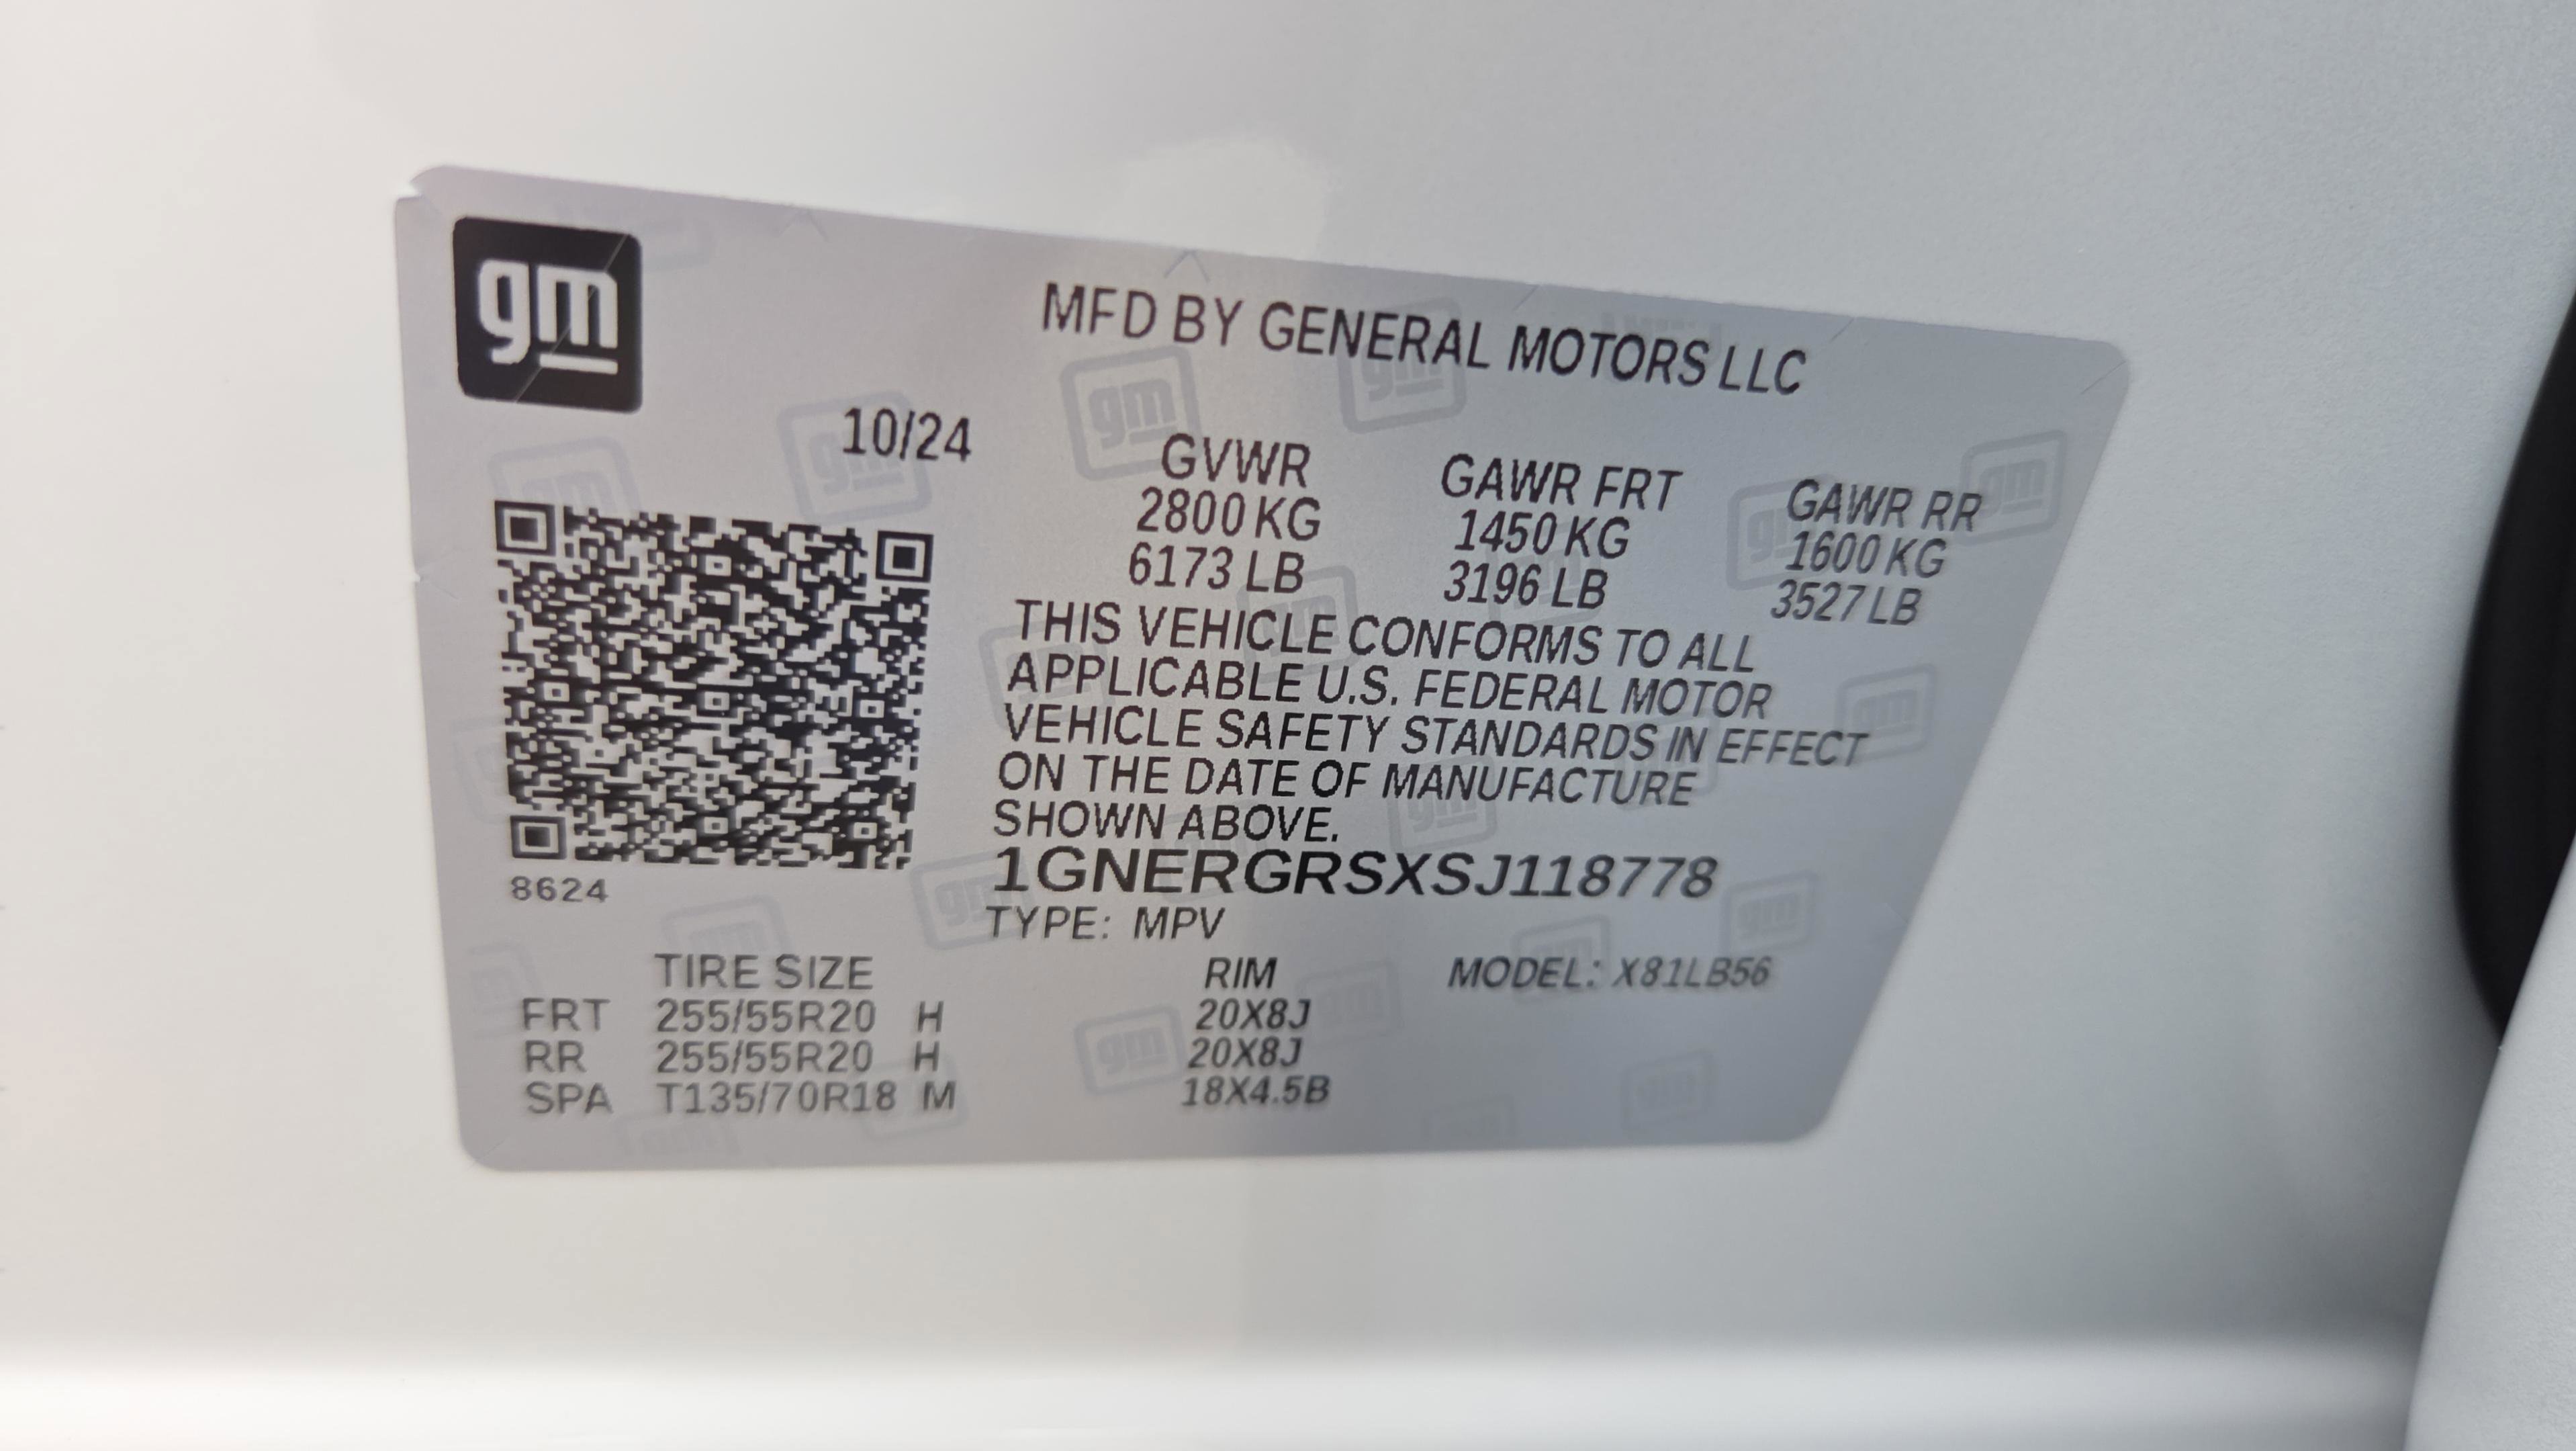 gm
MFD BY GENERAL MOTORS LLC
10/24
GVWR GAWR FRT GAWR RR
2800 KG 1450 KG 1600 KG
6173 LB 3196 LB 3527 LB
THIS VEHICLE CONFORMS TO ALL
APPLICABLE U.S. FEDERAL MOTOR
VEHICLE SAFETY STANDARDS IN EFFECT
ON THE DATE OF MANUFACTURE
SHOWN ABOVE.
1GNERGRSXSJ118778
8624
TYPE: MPV
TIRE SIZE RIM MODEL: X81LB56
FRT 255/55R20 H 20X8J
RR 255/55R20 H 20X8J
SPA T135/70R18 M 18X4.5B